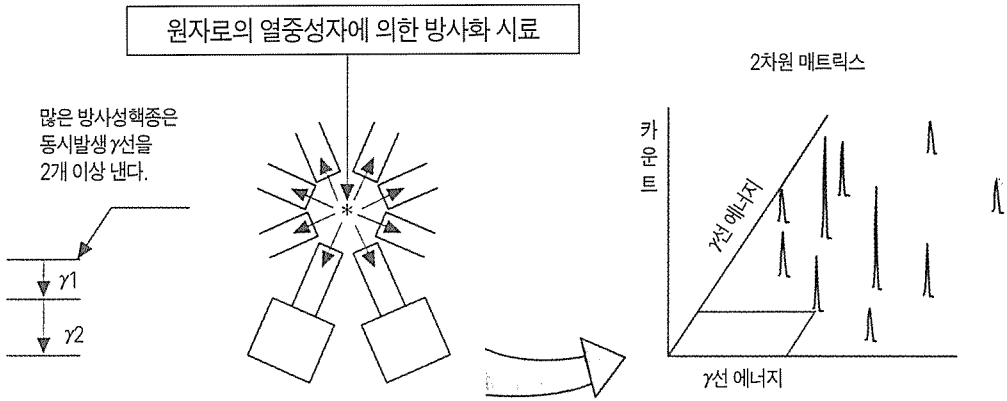 원자로의 열중성자에 의한 방사화 시료
많은 방사성핵종은
동시발생 γ선을
2개 이상 낸다.
γ1
γ2
2차원 매트릭스
카운트
γ선 에너지
γ선 에너지